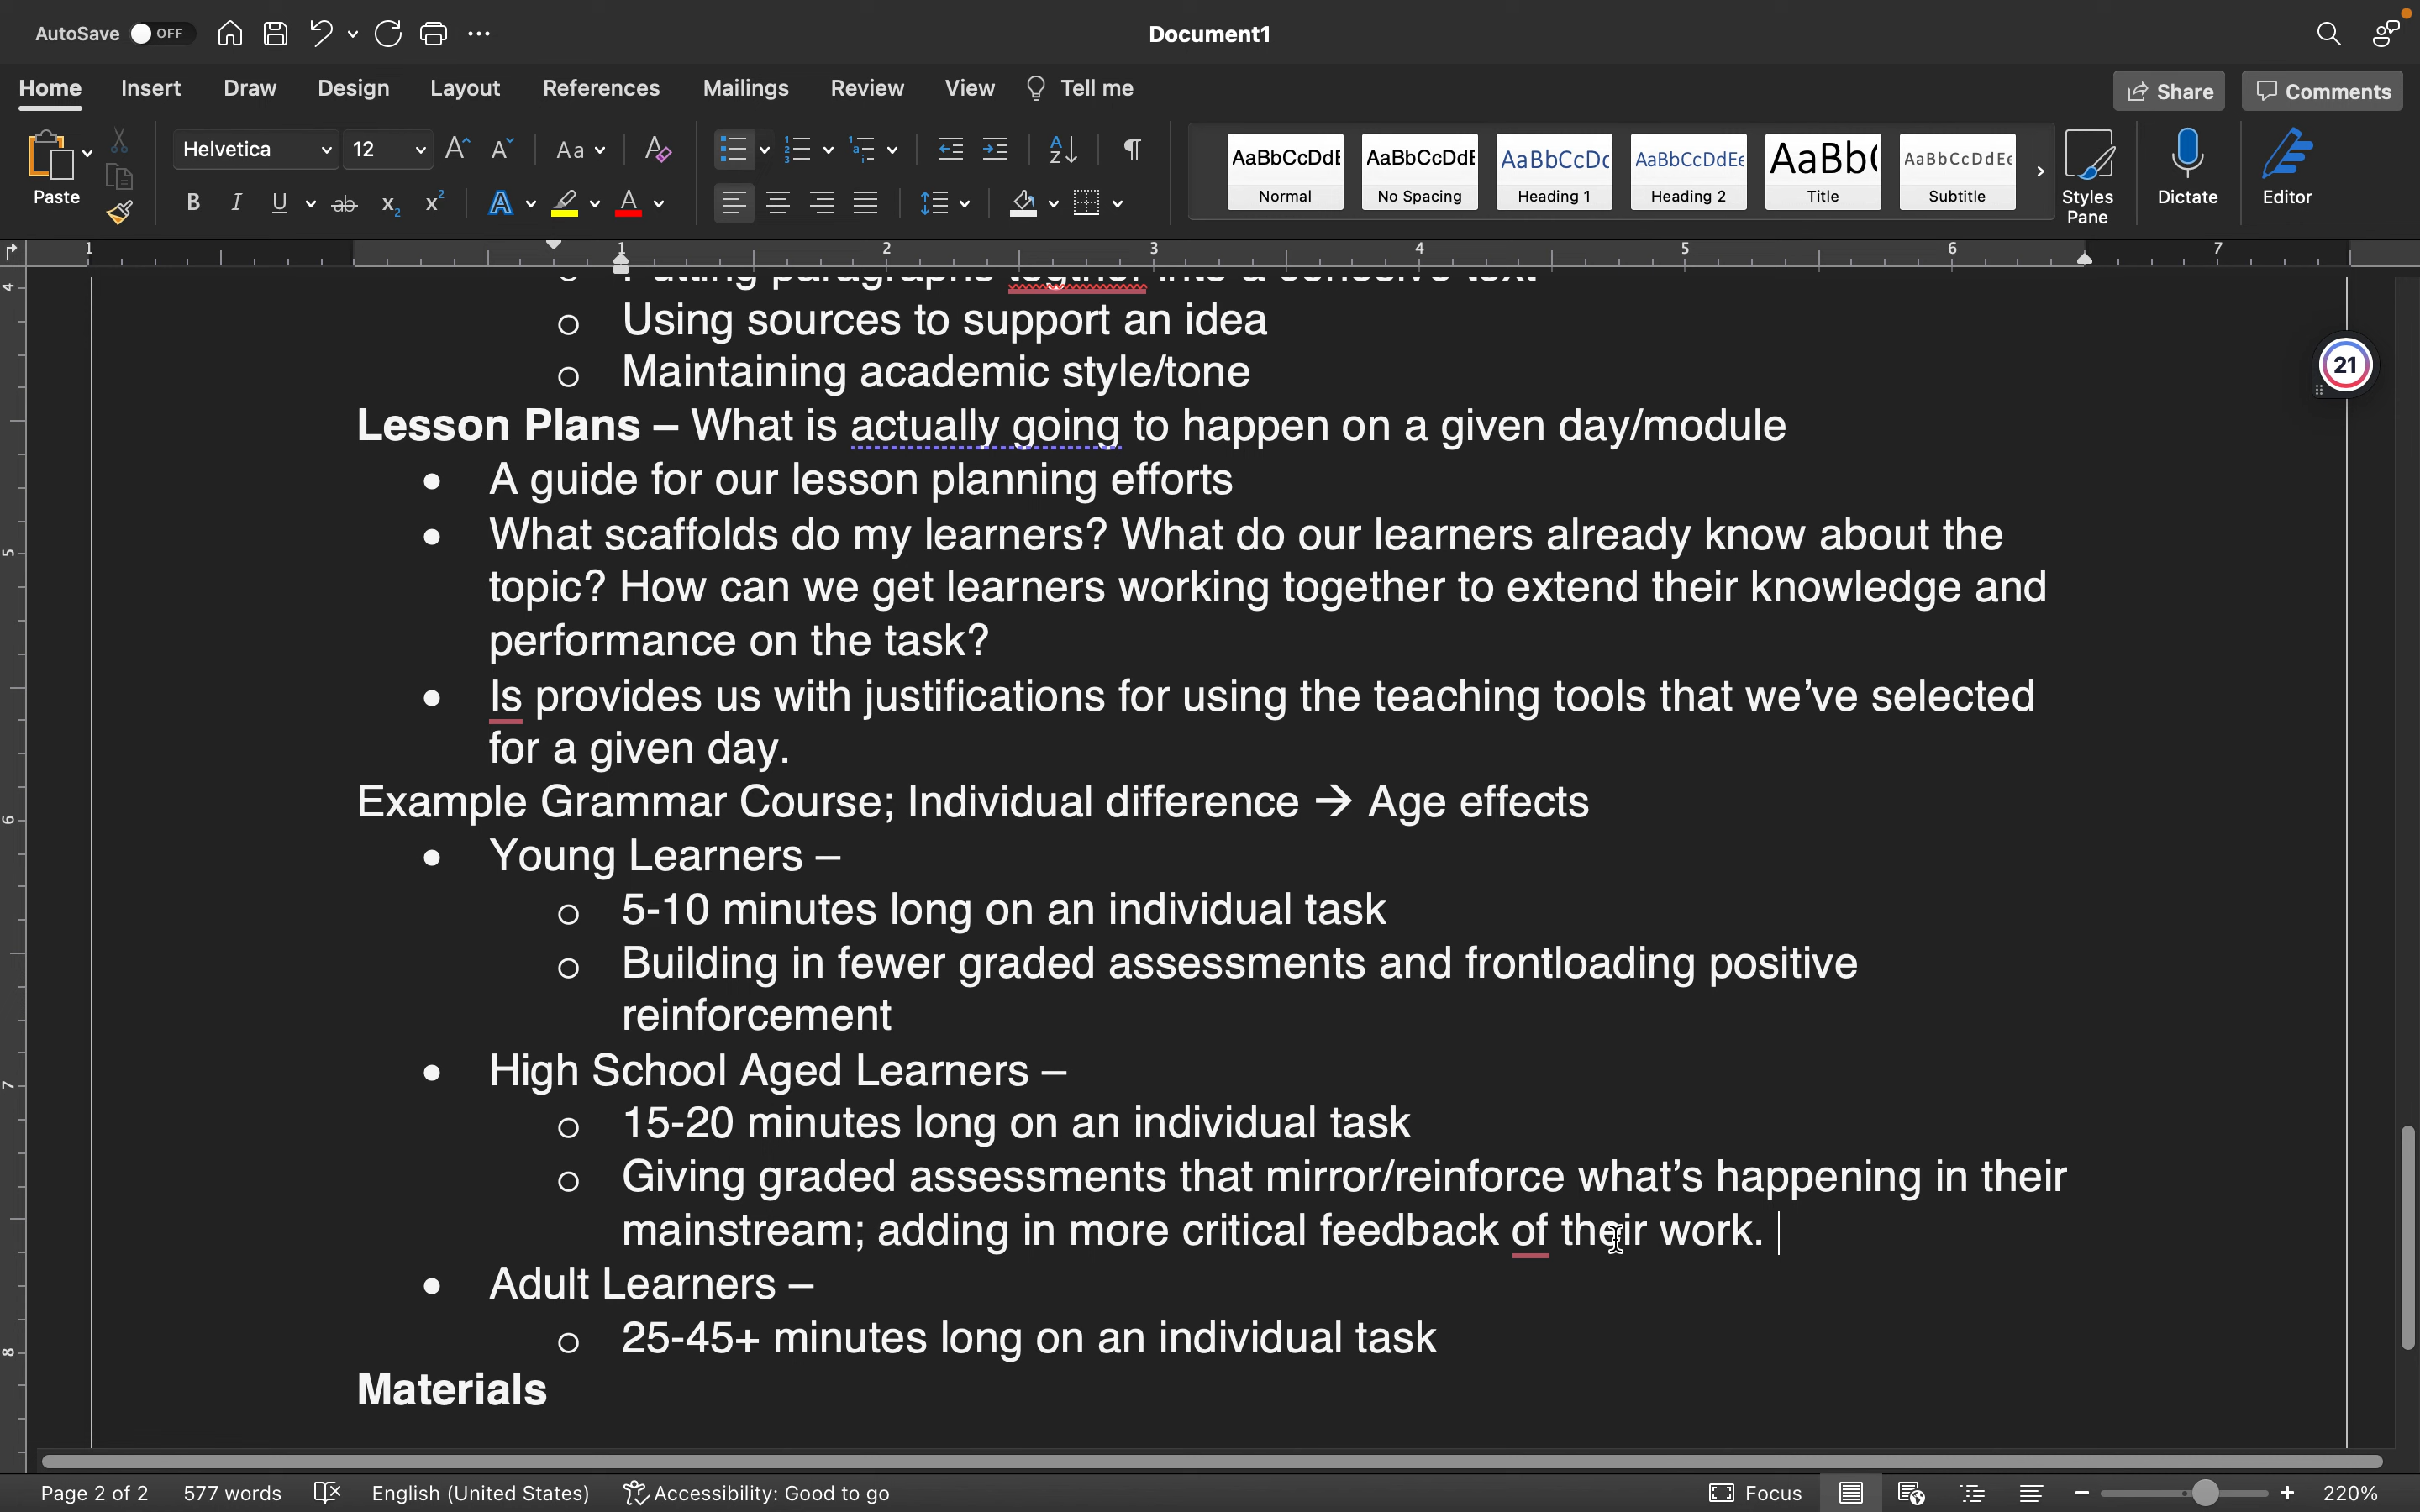 AutoSave OFF
Document1
Home Insert Draw Design Layout References Mailings Review View Tell me
Share Comments
Paste
Helvetica 12
Aa
AaBbCcDdE AaBbCcDdE AaBbCcDc AaBbCcDdEe AaBb( AaBbCcDdEe
Normal No Spacing Heading 1 Heading 2 Title Subtitle
Styles Pane
Dictate
Editor
1 1 2 3 4 5 6 7
Using sources to support an idea
21
Maintaining academic style/tone
Lesson Plans – What is actually going to happen on a given day/module
• A guide for our lesson planning efforts
• What scaffolds do my learners? What do our learners already know about the
topic? How can we get learners working together to extend their knowledge and
performance on the task?
• Is provides us with justifications for using the teaching tools that we’ve selected
for a given day.
Example Grammar Course; Individual difference → Age effects
• Young Learners –
○ 5-10 minutes long on an individual task
○ Building in fewer graded assessments and frontloading positive
reinforcement
• High School Aged Learners –
○ 15-20 minutes long on an individual task
○ Giving graded assessments that mirror/reinforce what’s happening in their
mainstream; adding in more critical feedback of their work.
• Adult Learners –
○ 25-45+ minutes long on an individual task
Materials
Page 2 of 2 577 words English (United States) Accessibility: Good to go Focus 220%